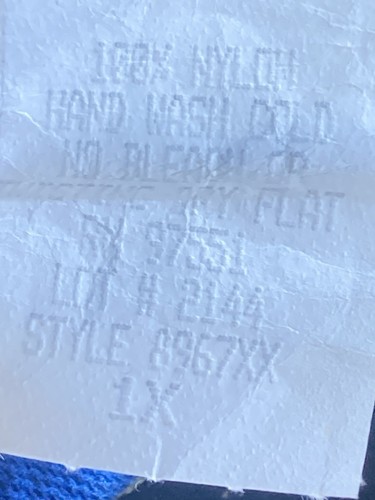 100% NYLON
HAND WASH COLD
NO BLEACH OR
DRY FLAT
RN 97551
LOT # 2144
STYLE 8967XX
1X